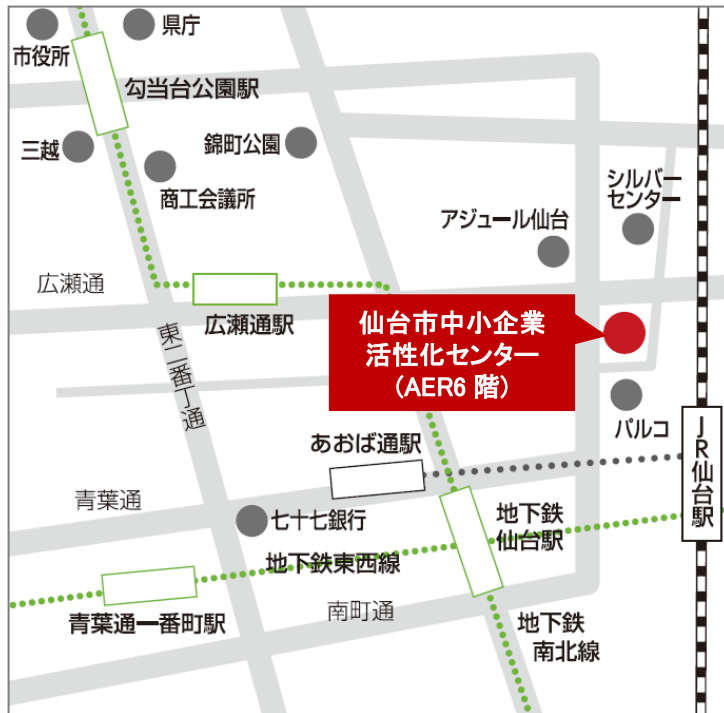 県庁
市役所
勾当台公園駅
三越
錦町公園
商工会議所
シルバー
センター
アジュール仙台
広瀬通
広瀬通駅
仙台市中小企業
活性化センター
(AER6 階)
東二番丁通
パルコ
あおば通駅
JR仙台駅
青葉通
七十七銀行
地下鉄
仙台駅
地下鉄東西線
青葉通一番町駅
南町通
地下鉄
南北線